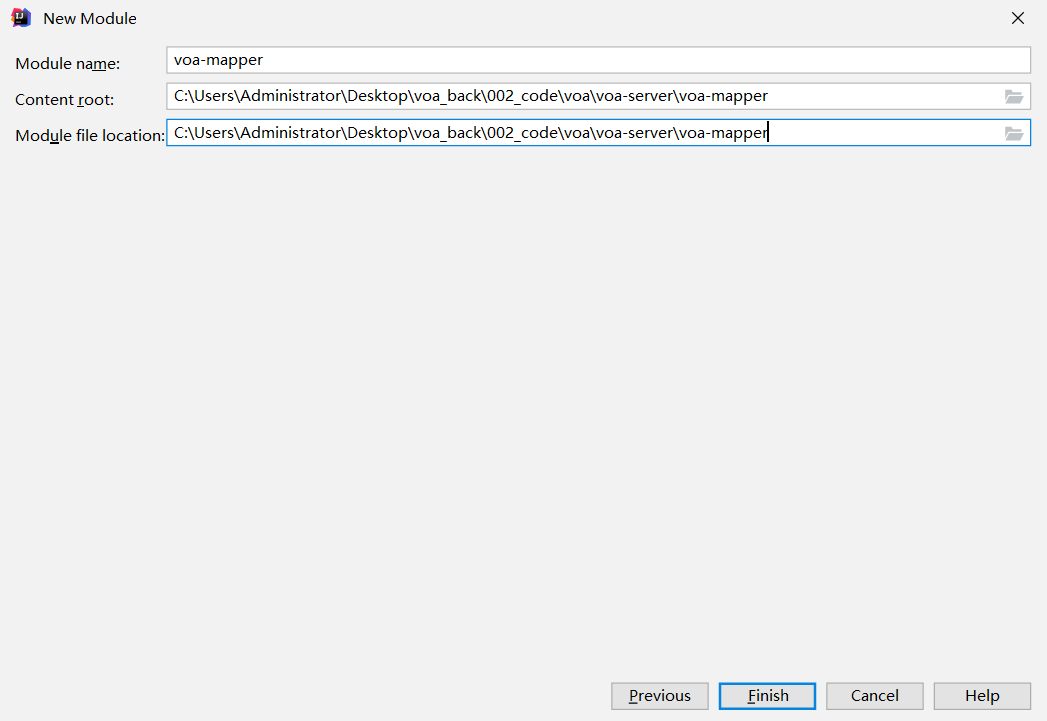 New Module
Module name: voa-mapper
Content root: C:\Users\Administrator\Desktop\voa_back\002_code\voa\voa-server\voa-mapper
Module file location: C:\Users\Administrator\Desktop\voa_back\002_code\voa\voa-server\voa-mapper
Previous Finish Cancel Help